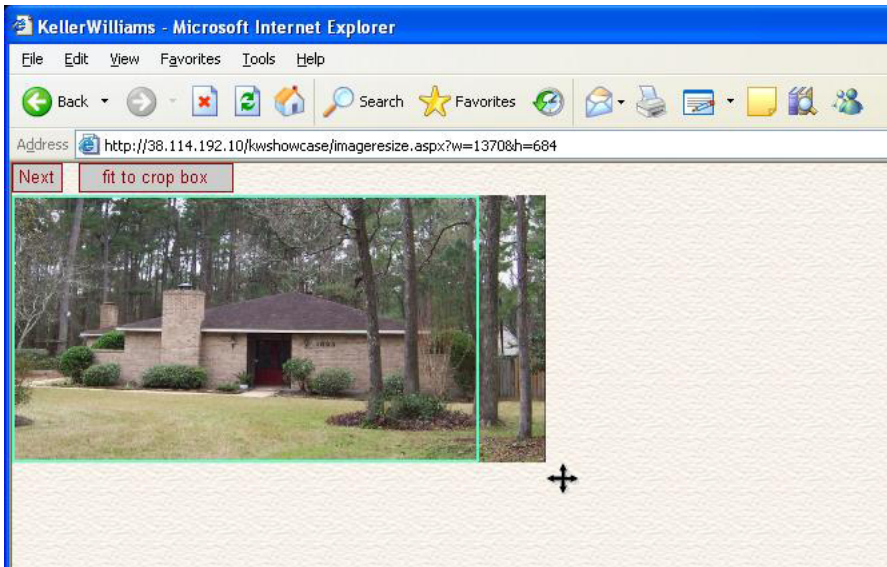 KellerWilliams - Microsoft Internet Explorer
File Edit View Favorites Tools Help
Back Search Favorites
Address http://38.114.192.10/kwshowcase/imageresize.aspx?w=1370&h=684
Next fit to crop box